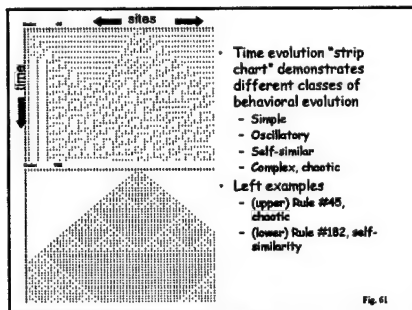 sites
time
Time evolution "strip
chart" demonstrates
different classes of
behavioral evolution
- Simple
- Oscillatory
- Self-similar
- Complex, chaotic
Left examples
- (upper) Rule #45,
chaotic
- (lower) Rule #182, self-
similarity
Fig. 61